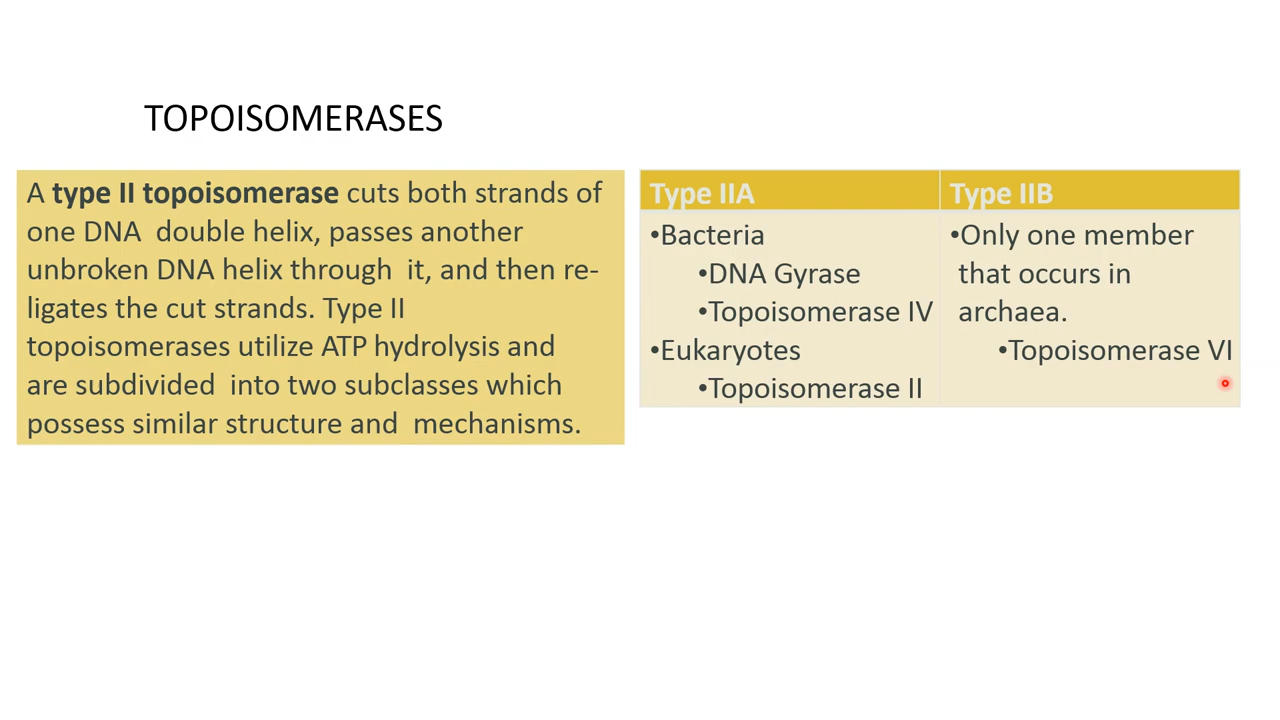 TOPOISOMERASES
A type II topoisomerase cuts both strands of
one DNA double helix, passes another
unbroken DNA helix through it, and then re-
ligates the cut strands. Type II
topoisomerases utilize ATP hydrolysis and
are subdivided into two subclasses which
possess similar structure and mechanisms.
Type IIA
•Bacteria
•DNA Gyrase
•Topoisomerase IV
•Eukaryotes
•Topoisomerase II
Type IIB
•Only one member
that occurs in
archaea.
•Topoisomerase VI